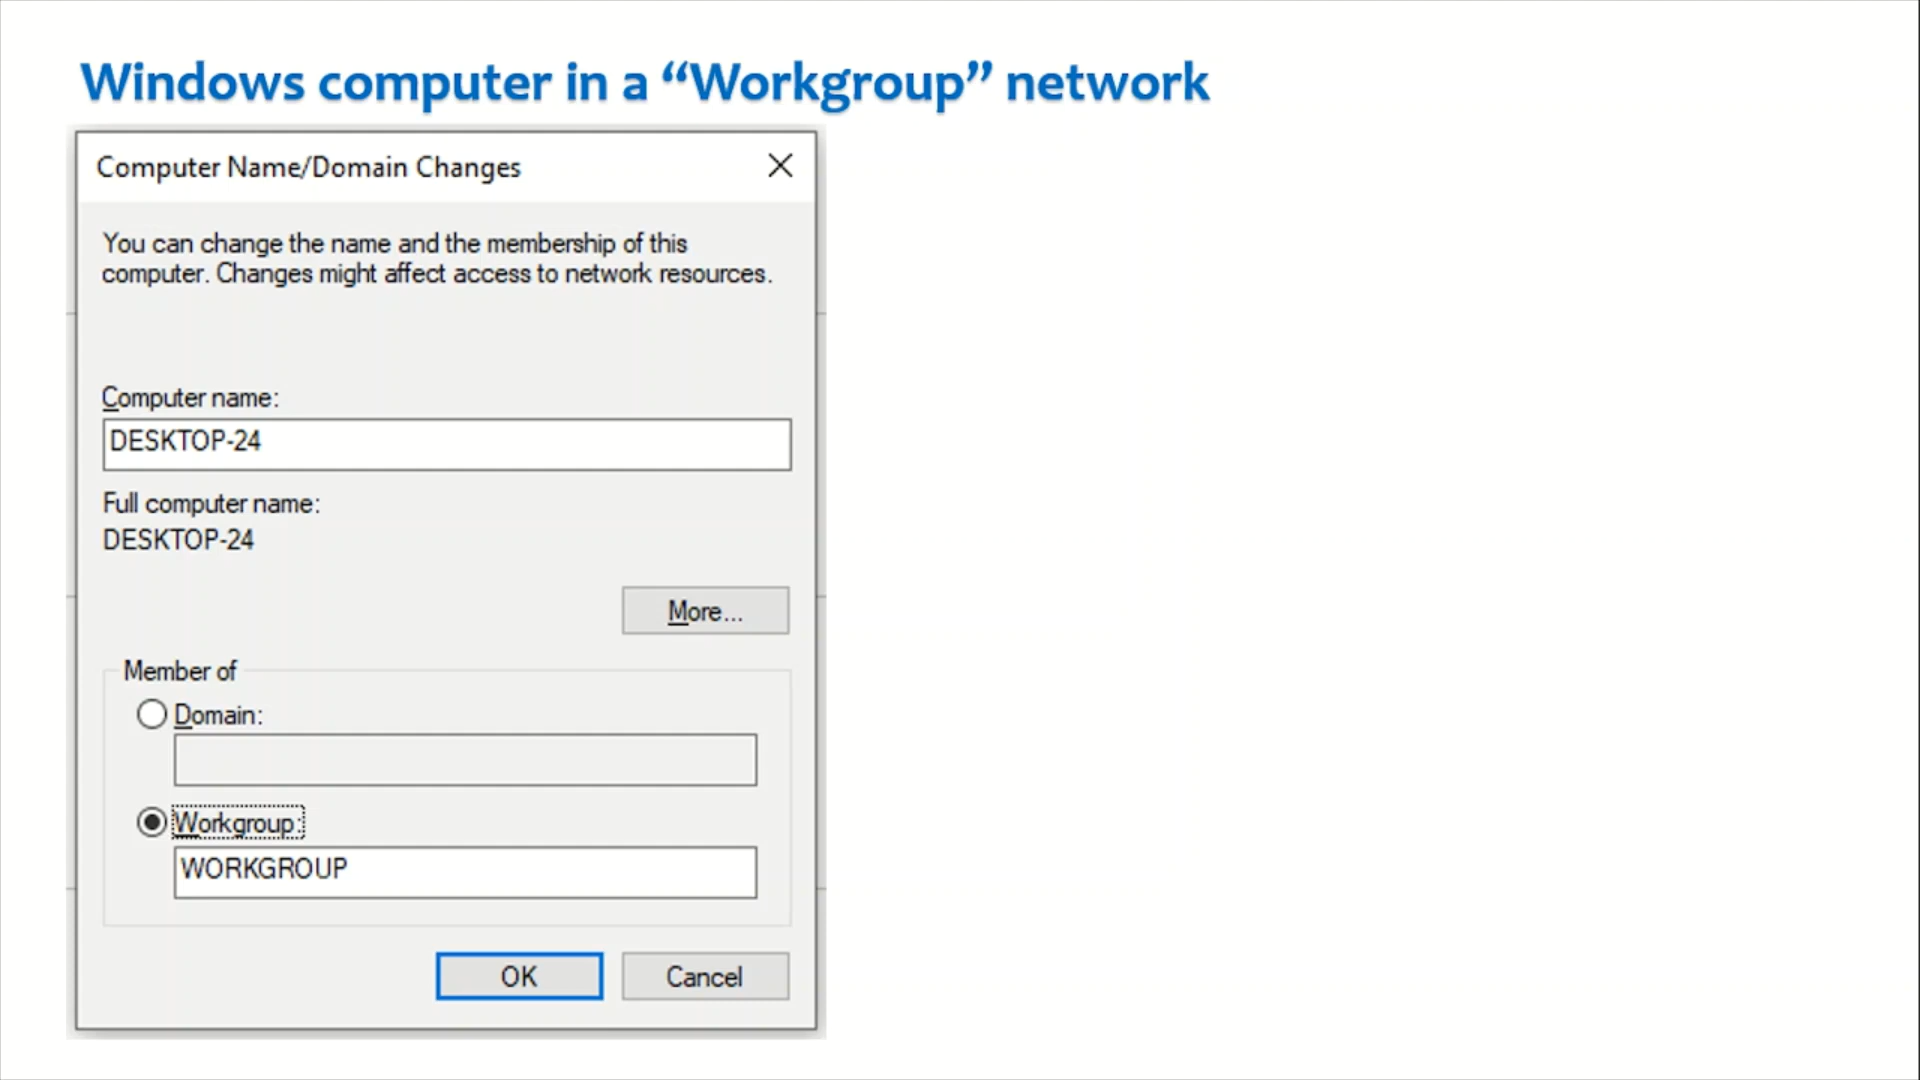 Windows computer in a “Workgroup” network
Computer Name/Domain Changes
You can change the name and the membership of this
computer. Changes might affect access to network resources.
Computer name:
DESKTOP-24
Full computer name:
DESKTOP-24
More...
Member of
Domain:
Workgroup:
WORKGROUP
OK
Cancel